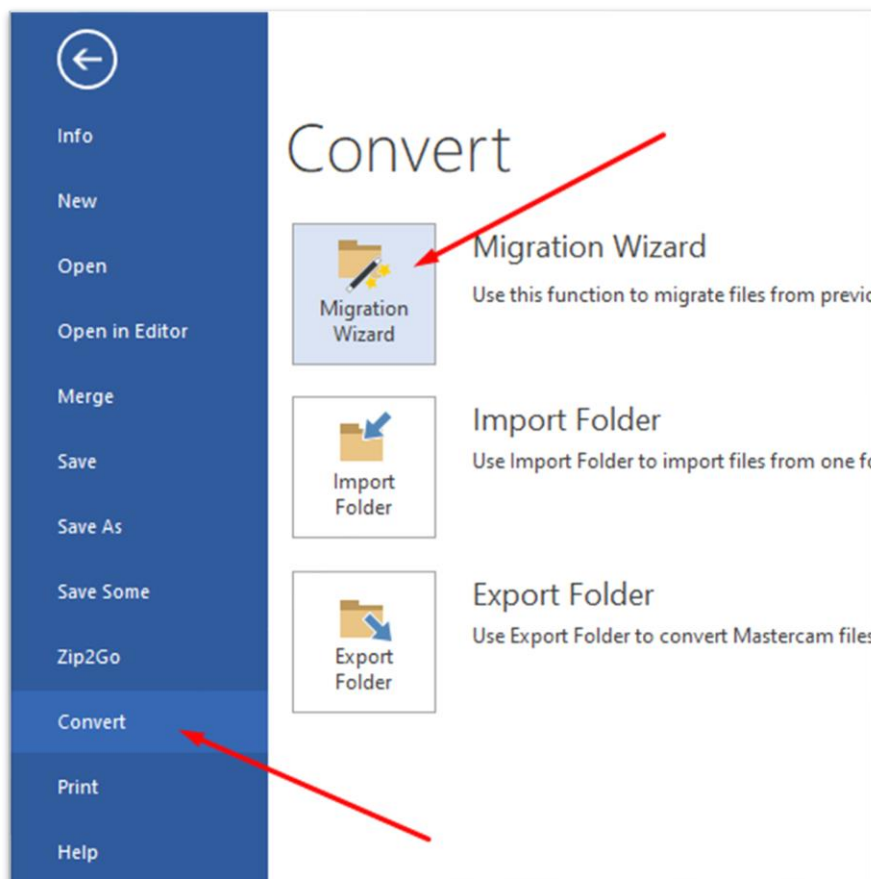 Info
New
Open
Open in Editor
Merge
Save
Save As
Save Some
Zip2Go
Convert
Print
Help
Convert
Migration
Wizard
Migration Wizard
Use this function to migrate files from previo
Import
Folder
Import Folder
Use Import Folder to import files from one fo
Export
Folder
Export Folder
Use Export Folder to convert Mastercam files